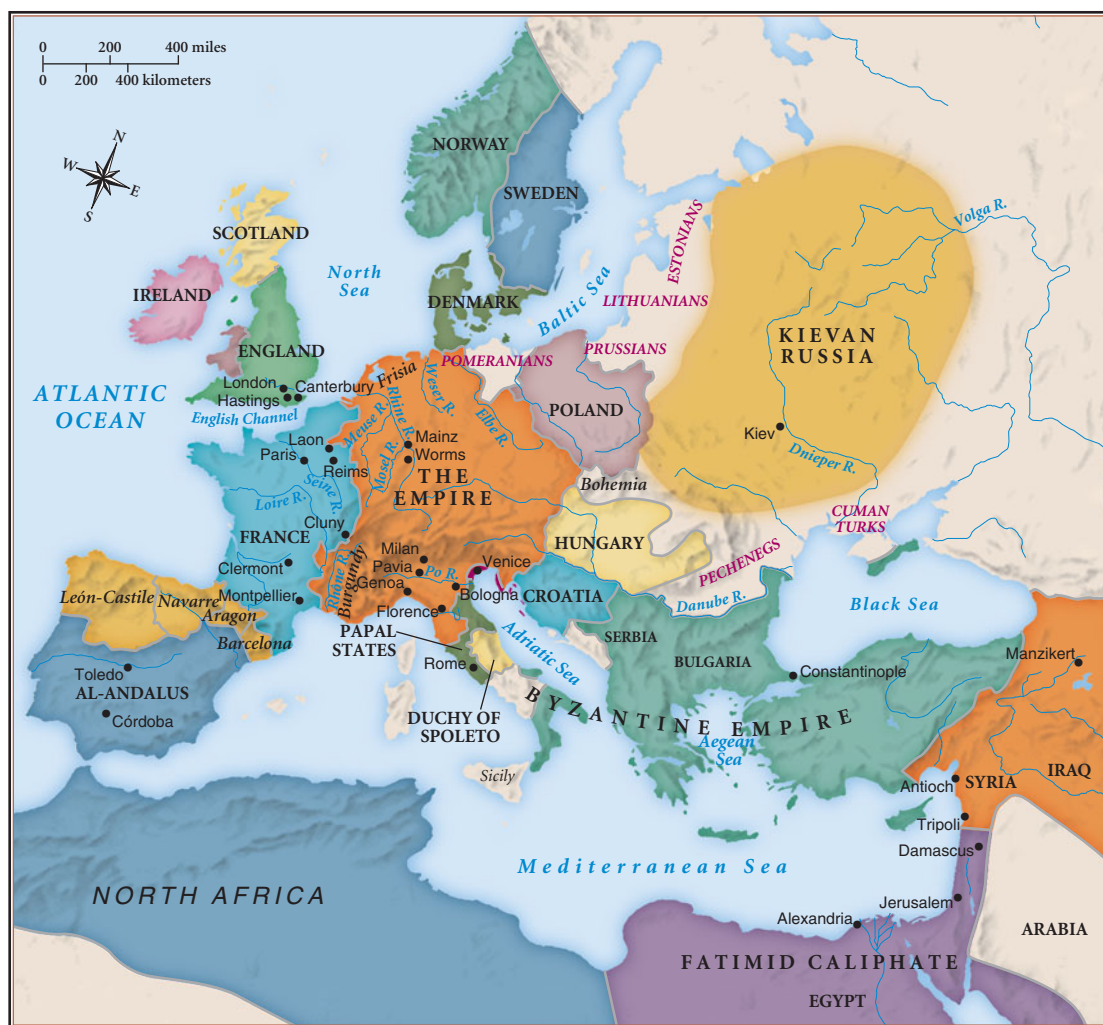 0 200 400 miles
0 200 400 kilometers
N
W
E
S
NORWAY
SWEDEN
SCOTLAND
North
Sea
IRELAND
DENMARK
Baltic Sea
ESTONIANS
LITHUANIANS
Volga R.
KIEVAN
RUSSIA
ENGLAND
POMERANIANS
PRUSSIANS
London
Canterbury
Hastings
English Channel
ATLANTIC
OCEAN
Frisia
Weser R.
Rhine R.
Meuse R.
Elbe R.
POLAND
Kiev
Dnieper R.
Laon
Paris
Reims
Mosel R.
Mainz
Worms
THE
EMPIRE
Seine R.
Loire R.
Bohemia
CUMAN
TURKS
Cluny
FRANCE
HUNGARY
PECHENEGS
Clermont
Milan
Pavia
Po R.
Venice
Genoa
Rhône R.
Burgundy
Montpellier
Bologna
CROATIA
Danube R.
Black Sea
León-Castile
Navarre
Aragon
Barcelona
Florence
PAPAL
STATES
Adriatic Sea
SERBIA
BULGARIA
Manzikert
Toledo
AL-ANDALUS
Rome
Constantinople
Córdoba
DUCHY OF
SPOLETO
BYZANTINE EMPIRE
Aegean
Sea
Sicily
Antioch
SYRIA
IRAQ
Tripoli
Damascus
Mediterranean Sea
NORTH AFRICA
Jerusalem
Alexandria
ARABIA
FATIMID CALIPHATE
EGYPT